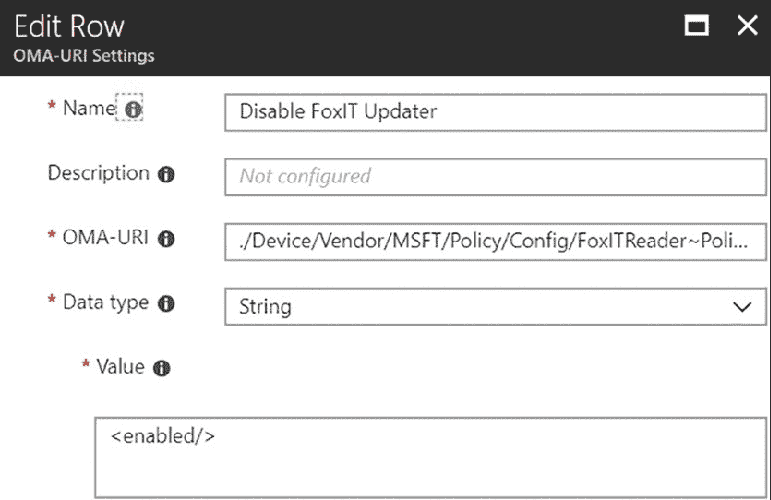 Edit Row
OMA-URI Settings
* Name
Disable FoxIT Updater
Description
Not configured
* OMA-URI
./Device/Vendor/MSFT/Policy/Config/FoxITReader~Poli...
* Data type
String
* Value
<enabled/>